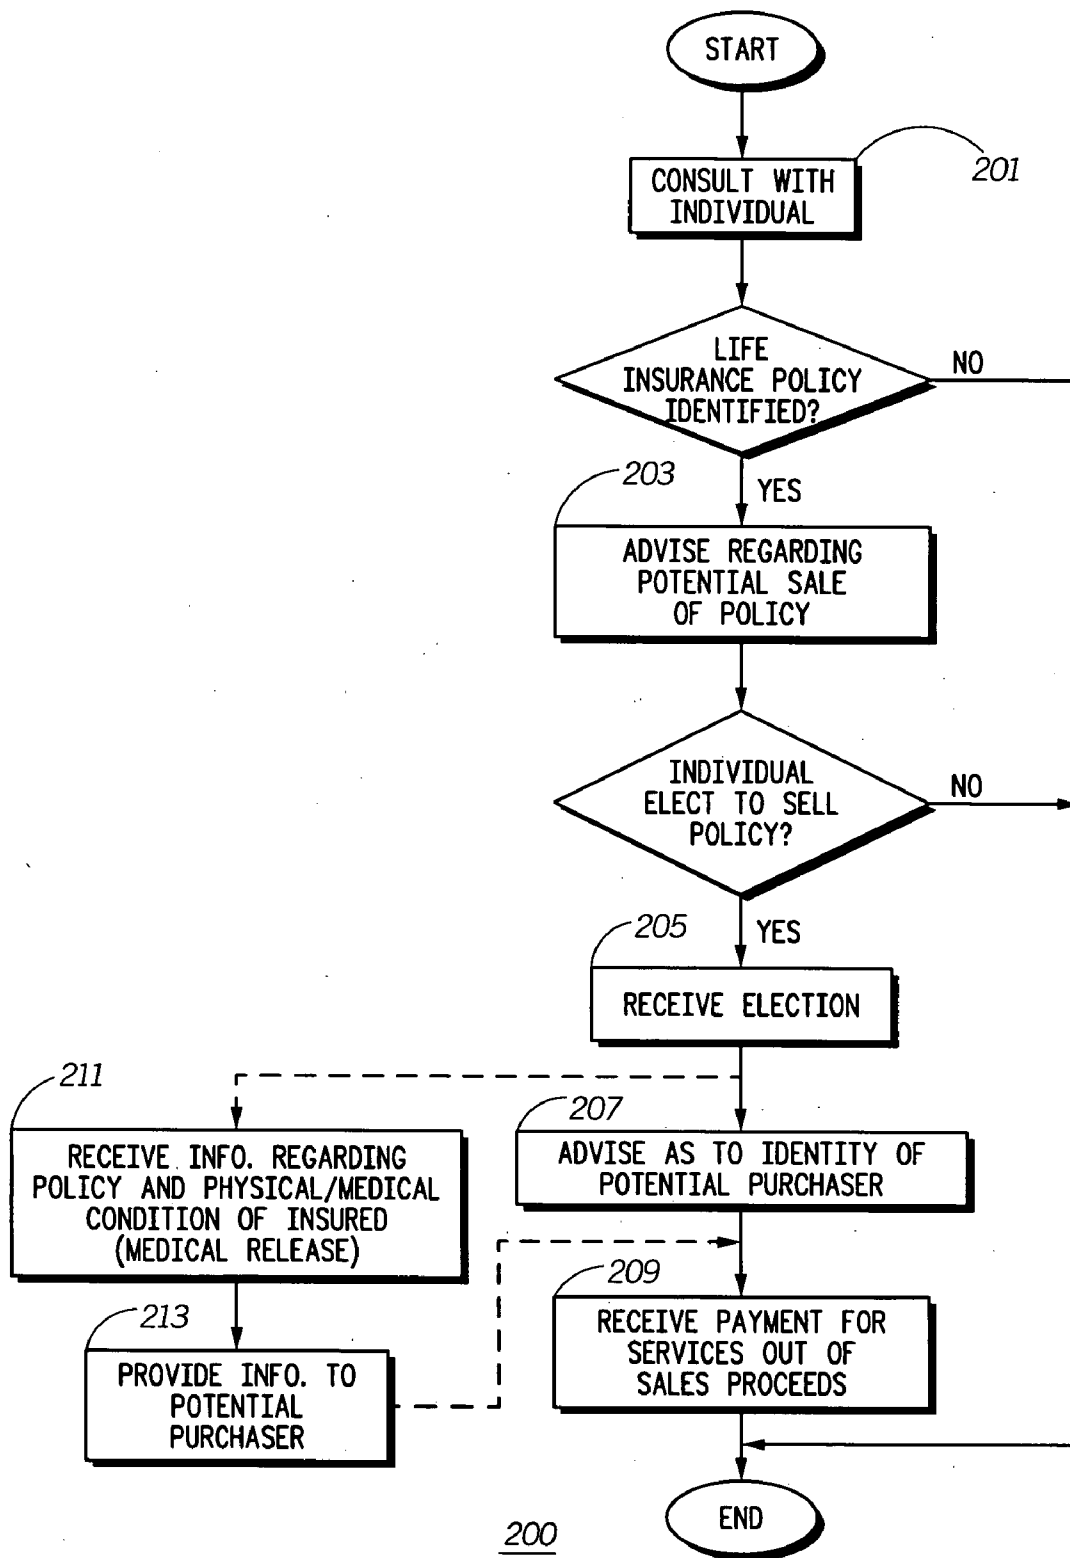 START
201
CONSULT WITH
INDIVIDUAL
LIFE
INSURANCE POLICY
IDENTIFIED?
NO
YES
203
ADVISE REGARDING
POTENTIAL SALE
OF POLICY
INDIVIDUAL
ELECT TO SELL
POLICY?
NO
YES
205
RECEIVE ELECTION
211
RECEIVE INFO. REGARDING
POLICY AND PHYSICAL/MEDICAL
CONDITION OF INSURED
(MEDICAL RELEASE)
207
ADVISE AS TO IDENTITY OF
POTENTIAL PURCHASER
213
PROVIDE INFO. TO
POTENTIAL
PURCHASER
209
RECEIVE PAYMENT FOR
SERVICES OUT OF
SALES PROCEEDS
END
200